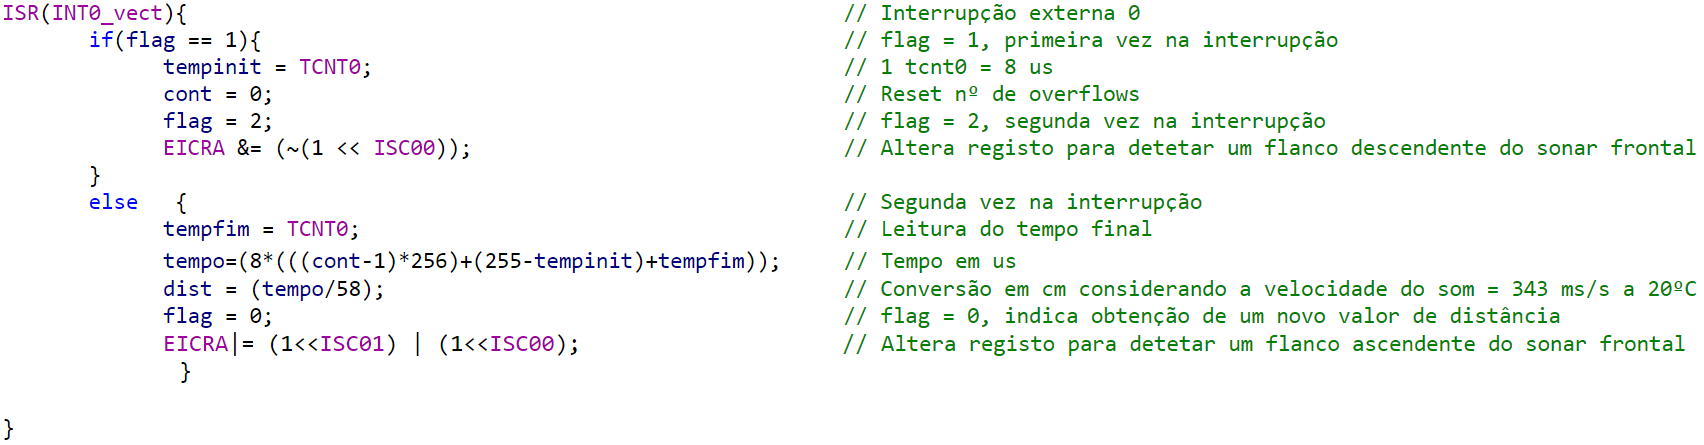 ISR(INT0_vect){ // Interrupção externa 0
if(flag == 1){ // flag = 1, primeira vez na interrupção
tempinit = TCNT0; // 1 tcnt0 = 8 us
cont = 0; // Reset nº de overflows
flag = 2; // flag = 2, segunda vez na interrupção
EICRA &= (~(1 << ISC00)); // Altera registo para detetar um flanco descendente do sonar frontal
}
else { // Segunda vez na interrupção
tempfim = TCNT0; // Leitura do tempo final
tempo=(8*(((cont-1)*256)+(255-tempinit)+tempfim)); // Tempo em us
dist = (tempo/58); // Conversão em cm considerando a velocidade do som = 343 ms/s a 20ºC
flag = 0; // flag = 0, indica obtenção de um novo valor de distância
EICRA|= (1<<ISC01) | (1<<ISC00); // Altera registo para detetar um flanco ascendente do sonar frontal
}
}